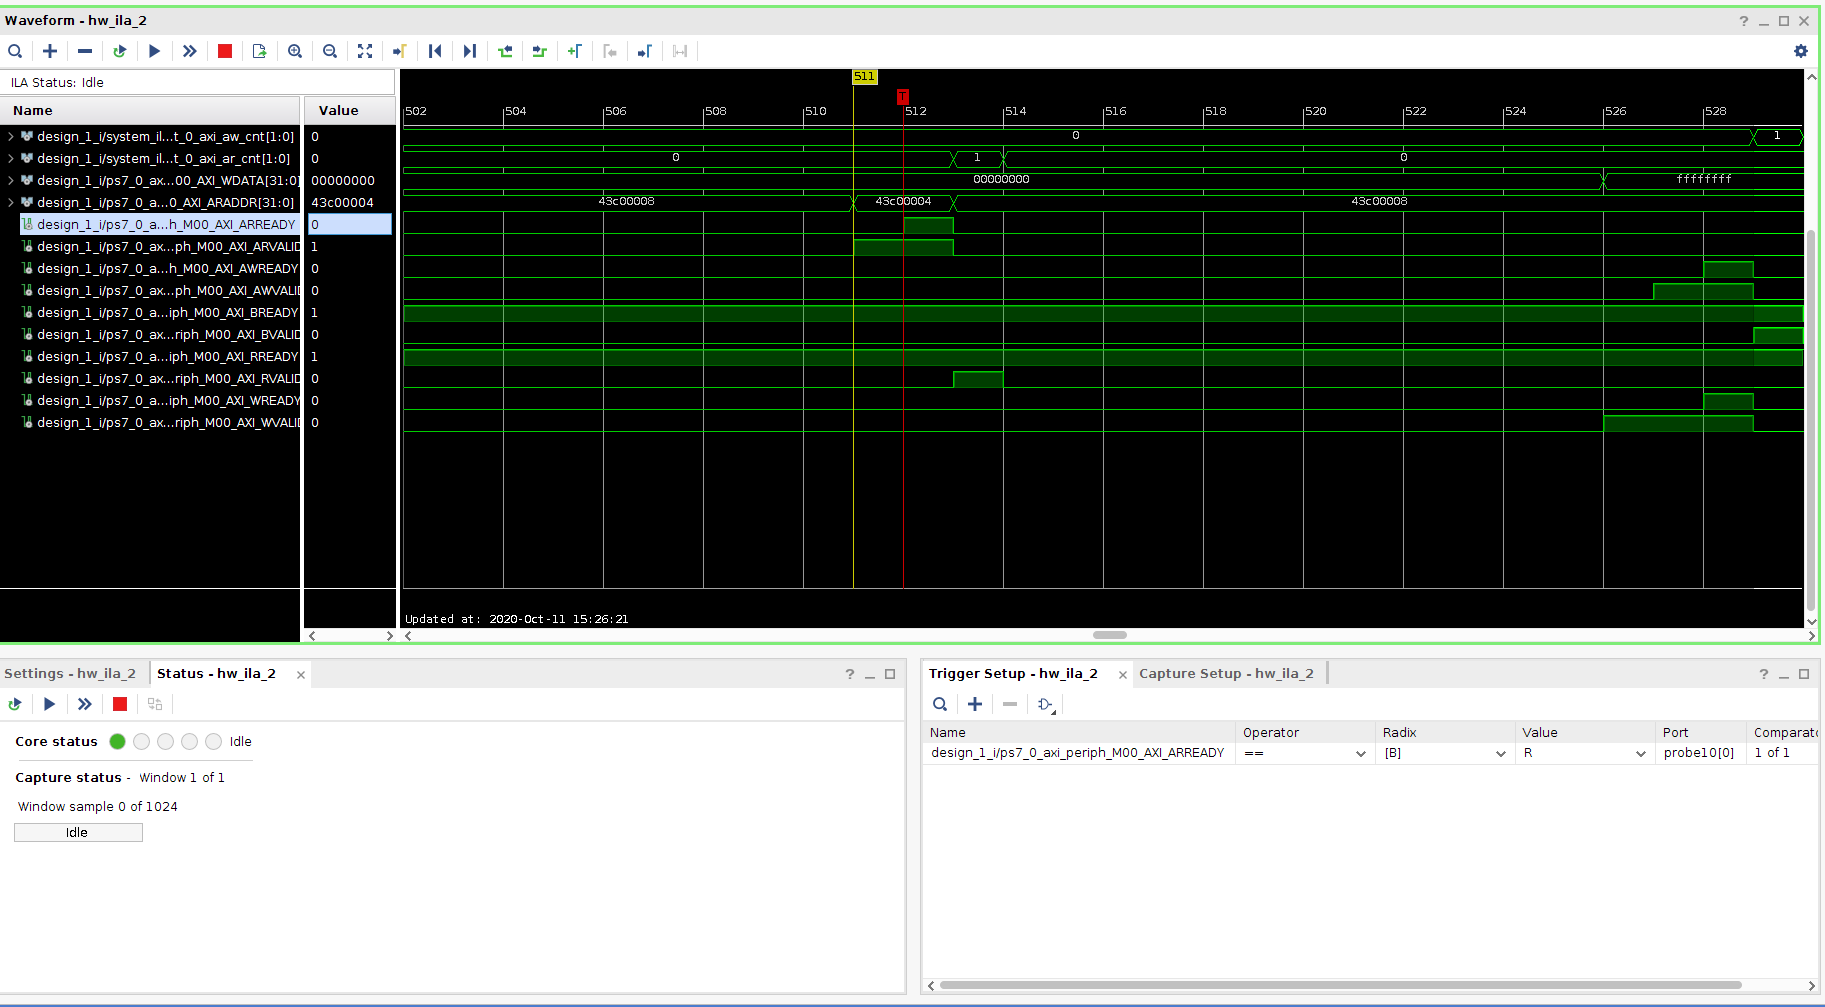 Waveform - hw_ila_2
ILA Status: Idle
Name Value
511
T
502 504 506 508 510 512 514 516 518 520 522 524 526 528
design_1_i/system_il...t_0_axi_aw_cnt[1:0] 0 0 1
design_1_i/system_il...t_0_axi_ar_cnt[1:0] 0 0 1 0
design_1_i/ps7_0_ax...00_AXI_WDATA[31:0] 00000000 00000000 ffffffff
design_1_i/ps7_0_a...0_AXI_ARADDR[31:0] 43c00004 43c00008 43c00004 43c00008
design_1_i/ps7_0_a...h_M00_AXI_ARREADY 0
design_1_i/ps7_0_ax...ph_M00_AXI_ARVALID 1
design_1_i/ps7_0_a...h_M00_AXI_AWREADY 0
design_1_i/ps7_0_ax...ph_M00_AXI_AWVALI 0
design_1_i/ps7_0_ax...iph_M00_AXI_BREADY 1
design_1_i/ps7_0_ax...riph_M00_AXI_BVALID 0
design_1_i/ps7_0_a...iph_M00_AXI_RREADY 1
design_1_i/ps7_0_ax...riph_M00_AXI_RVALID 0
design_1_i/ps7_0_a...iph_M00_AXI_WREADY 0
design_1_i/ps7_0_ax...riph_M00_AXI_WVALID 0
Updated at: 2020-Oct-11 15:26:21
Settings - hw_ila_2 Status - hw_ila_2
Core status Idle
Capture status - Window 1 of 1
Window sample 0 of 1024
Idle
Trigger Setup - hw_ila_2 Capture Setup - hw_ila_2
Name Operator Radix Value Port Comparato
design_1_i/ps7_0_axi_periph_M00_AXI_ARREADY == [B] R probe10[0] 1 of 1